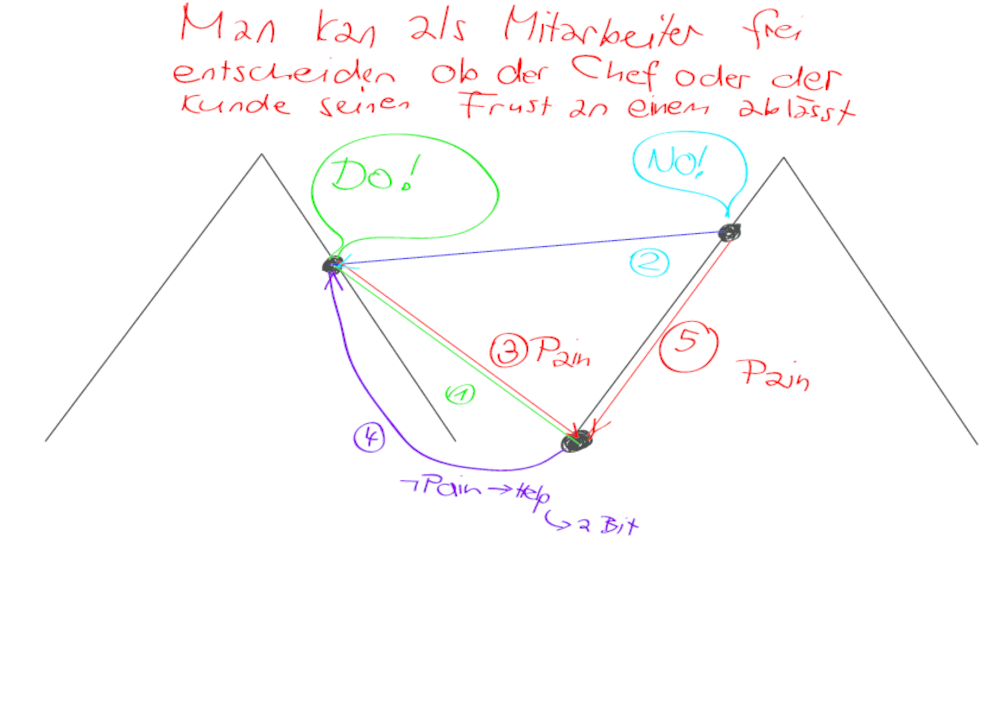 Man kan als Mitarbeiter frei
entscheiden ob der Chef oder der
Kunde seinen Frust an einem ablässt
Do!
No!
2
3 Pain
5
Pain
1
4
¬Pain → Help
↳ 2 Bit